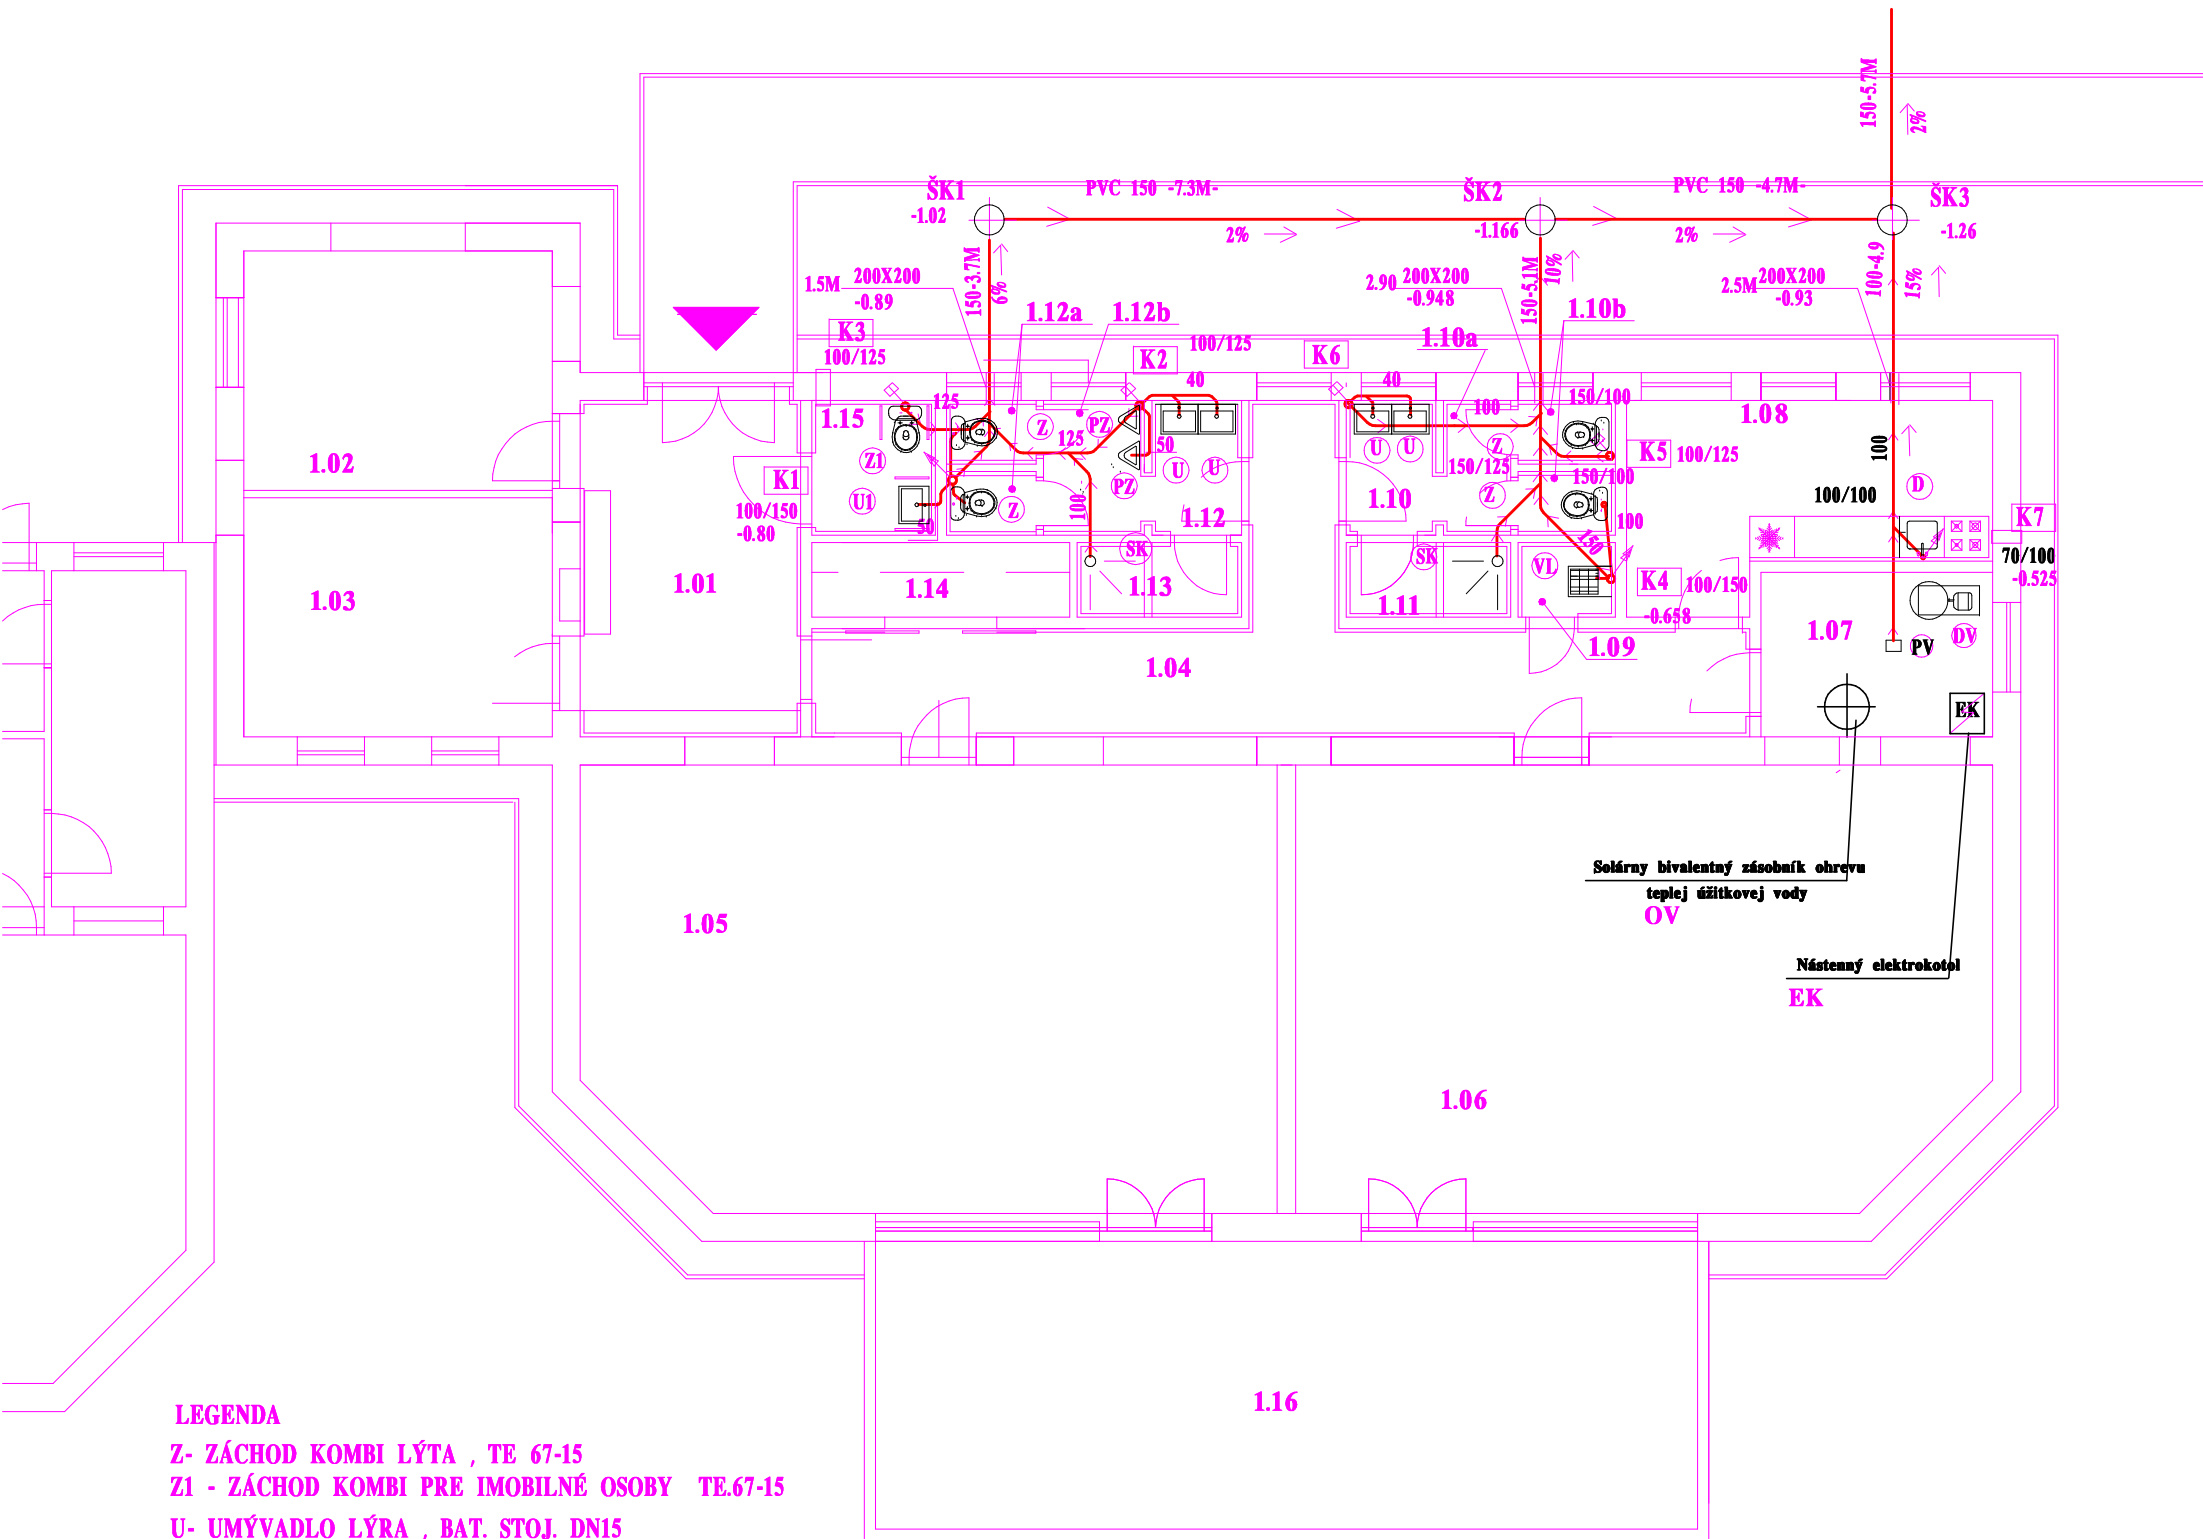 150-5.7M
2%
ŠK1
-1.02
PVC 150 -7.3M-
2%
ŠK2
-1.166
PVC 150 -4.7M-
2%
ŠK3
-1.26
1.5M
200X200
-0.89
150-3.7M
6%
2.90
200X200
-0.948
150-5.1M
10%
2.5M
200X200
-0.93
100-4.9
15%
K3
100/125
1.12a
1.12b
K2
100/125
K6
1.10a
1.10b
40
40
125
100
150/100
1.15
Z
PZ
125
50
U
U
U
U
Z
1.08
K5
100/125
1.02
Z1
K1
U1
100/150
-0.80
50
Z
PZ
100
1.12
1.10
150/125
Z
150/100
100
150
100
100/100
D
K7
70/100
-0.525
SK
SK
VL
K4
100/150
-0.658
1.03
1.01
1.14
1.13
1.11
1.09
1.07
PV
DV
1.04
EK
Solárny bivalentný zásobník ohrevu
teplej úžitkovej vody
OV
1.05
Nástenný elektrokotol
EK
1.06
1.16
LEGENDA
Z- ZÁCHOD KOMBI LÝTA , TE 67-15
Z1 - ZÁCHOD KOMBI PRE IMOBILNÉ OSOBY TE.67-15
U- UMÝVADLO LÝRA , BAT. STOJ. DN15